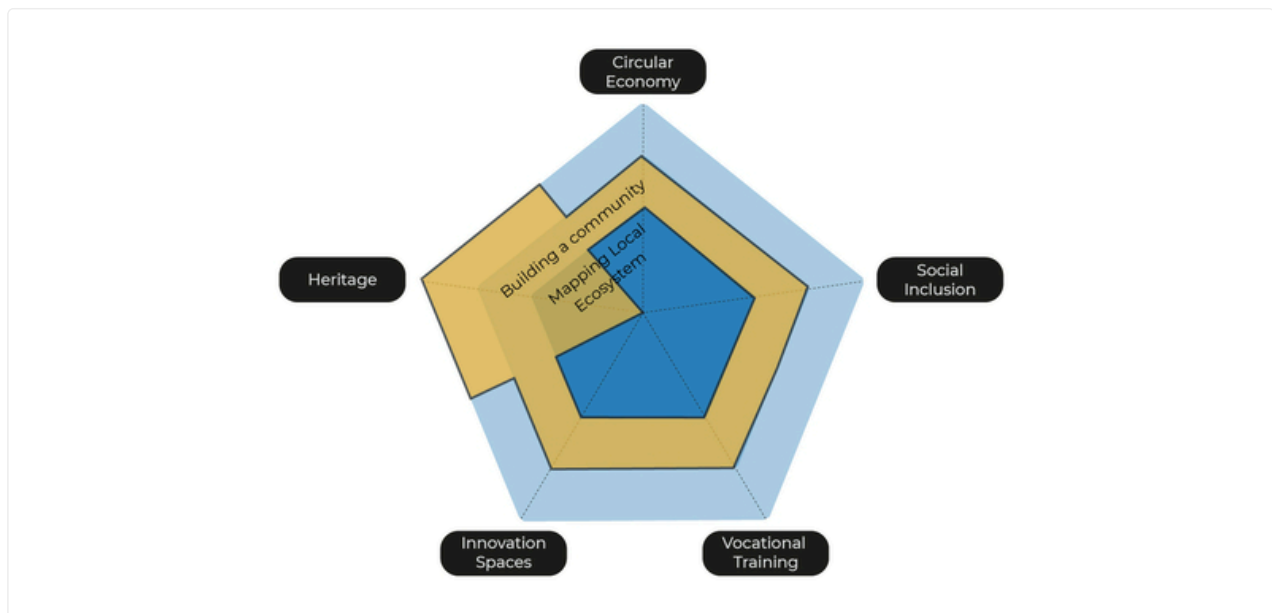 Circular
Economy
Building a community
Mapping Local
Ecosystem
Heritage
Social
Inclusion
Innovation
Spaces
Vocational
Training